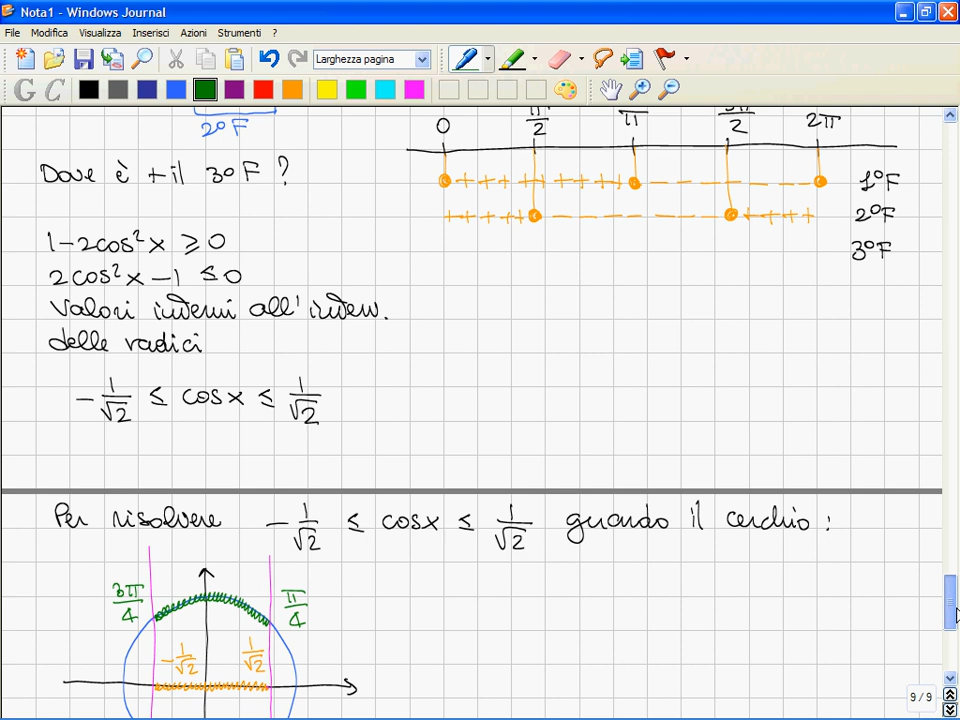 Nota1 - Windows Journal
File Modifica Visualizza Inserisci Azioni Strumenti ?
Larghezza pagina
G C
2°F
0 π/2 π 3π/2 2π
Dove è + il 3°F ?
+ + + + + + + + + – – – – – 1°F
+ + + + + – – – – – + + + + 2°F
3°F
1-2cos²x ≥ 0
2cos²x -1 ≤ 0
Valori interni all'interv.
delle radici
-1/√2 ≤ cosx ≤ 1/√2
Per risolvere -1/√2 ≤ cosx ≤ 1/√2 guardo il cerchio :
3π/4 π/4
-1/√2 1/√2
9 / 9